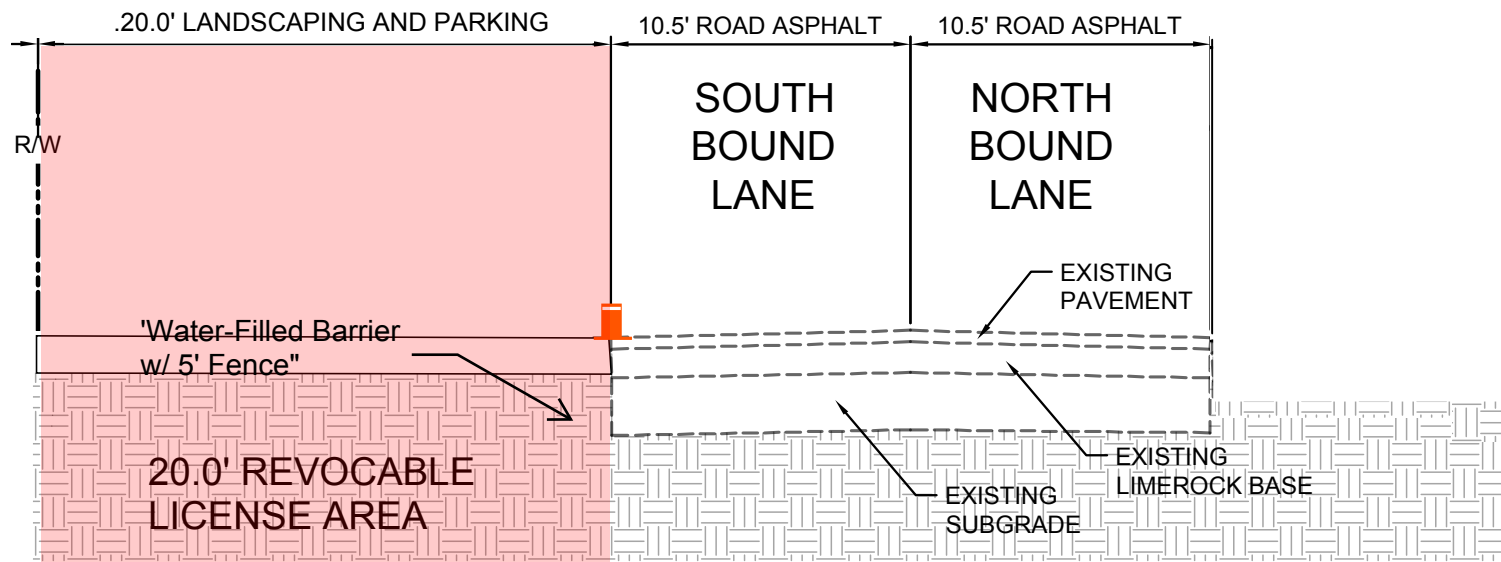 .20.0' LANDSCAPING AND PARKING
10.5' ROAD ASPHALT
10.5' ROAD ASPHALT
SOUTH
BOUND
LANE
NORTH
BOUND
LANE
R/W
EXISTING
PAVEMENT
'Water-Filled Barrier
w/ 5' Fence"
20.0' REVOCABLE
LICENSE AREA
EXISTING
LIMEROCK BASE
EXISTING
SUBGRADE